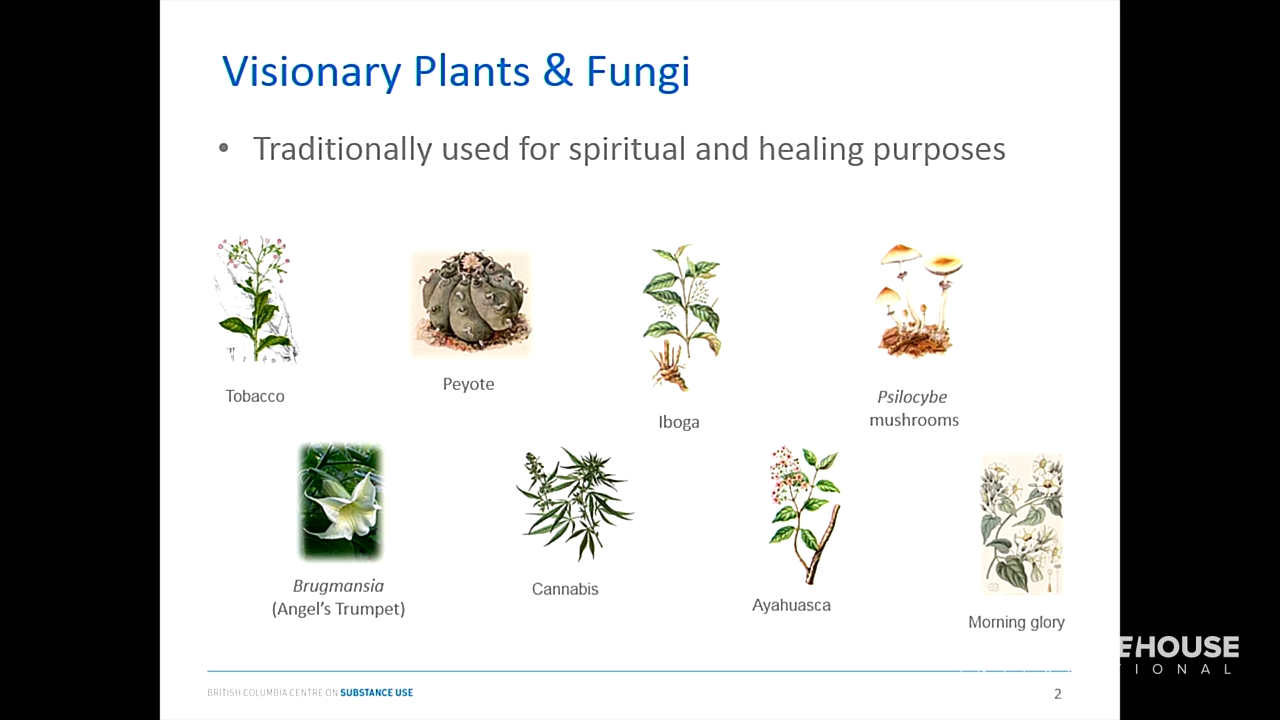 Visionary Plants & Fungi
• Traditionally used for spiritual and healing purposes
Tobacco
Peyote
Iboga
Psilocybe
mushrooms
Brugmansia
(Angel’s Trumpet)
Cannabis
Ayahuasca
Morning glory
EHOUSE
IONAL
BRITISH COLUMBIA CENTRE ON SUBSTANCE USE
2